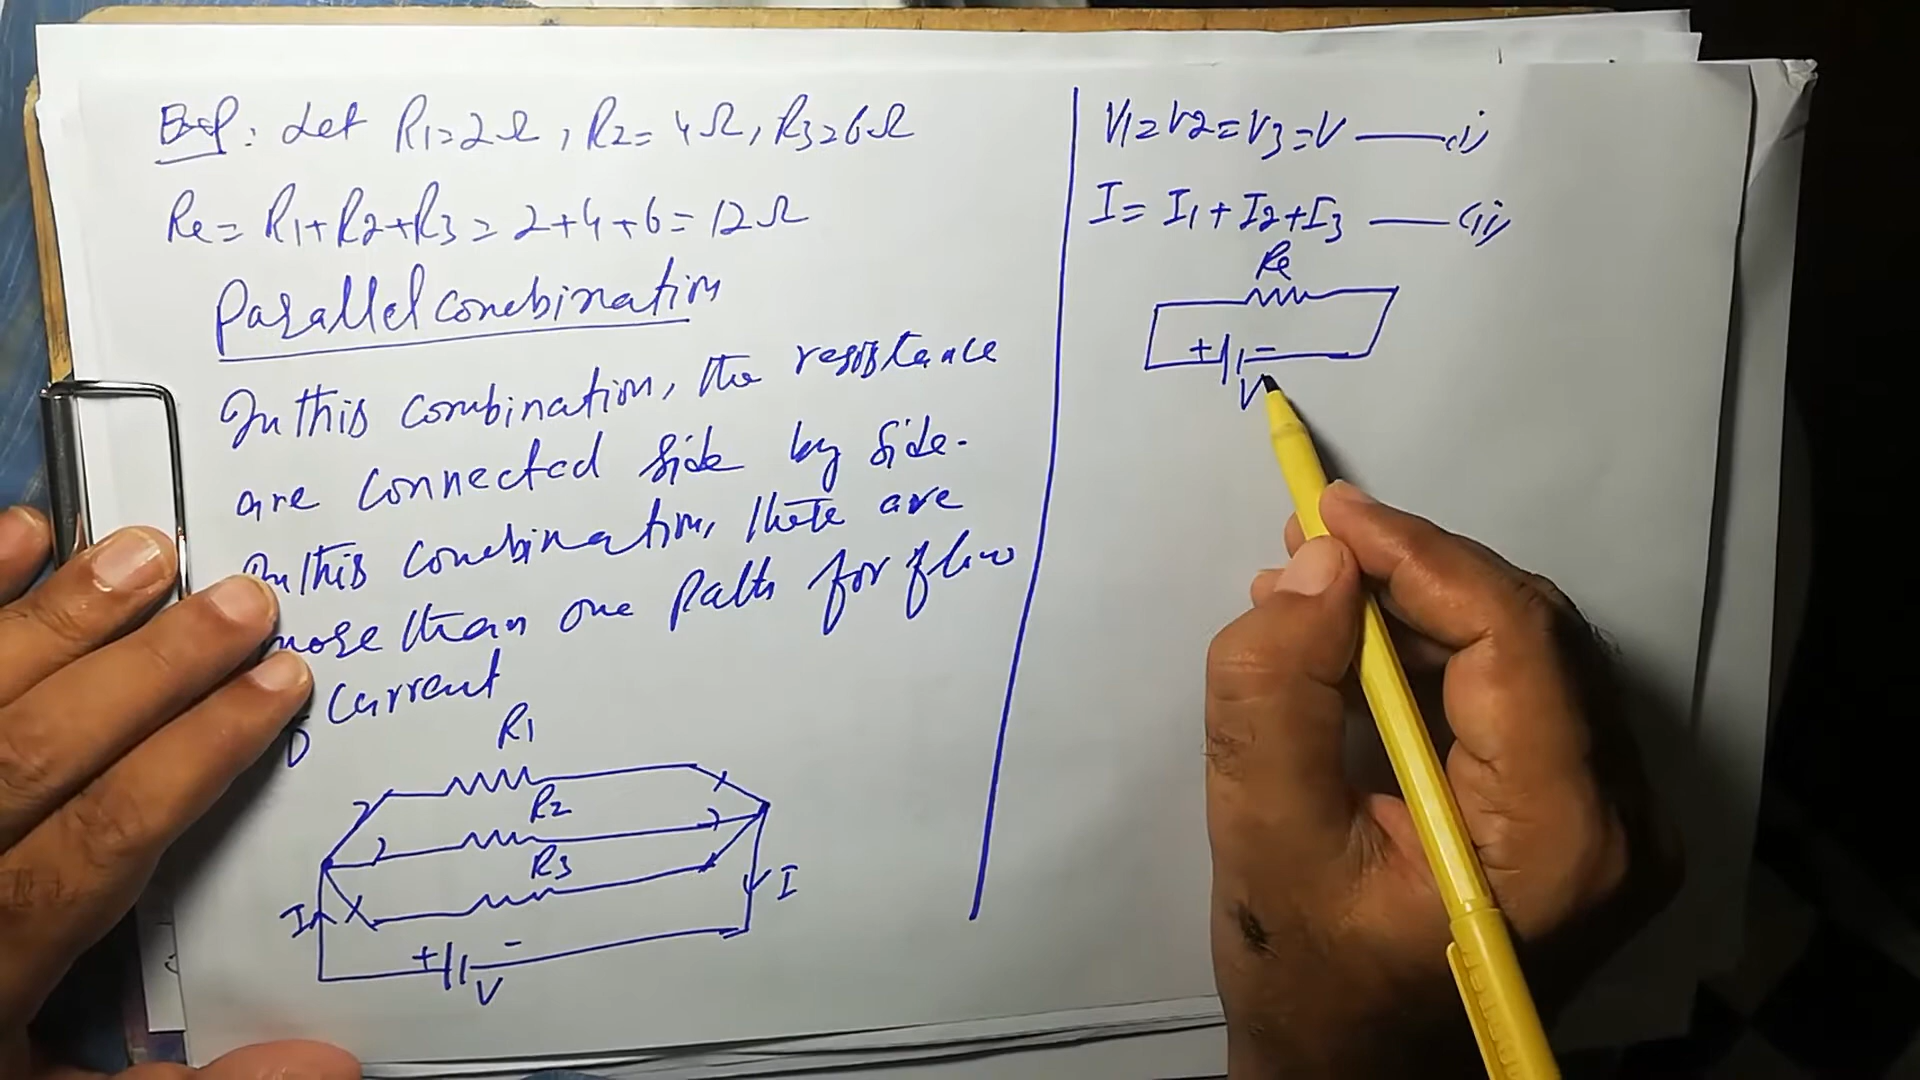 Exp: Let R1=2Ω, R2=4Ω, R3=6Ω
Re= R1+R2+R3= 2+4+6= 12Ω
Parallel combination
In this combination, the resistance
are connected side by side.
In this combination, there are
more than one path for flow
of current
R1
R2
R3
I
I
+ -
V
V1=V2=V3=V —(i)
I= I1+I2+I3 —(ii)
Re
+ -
V